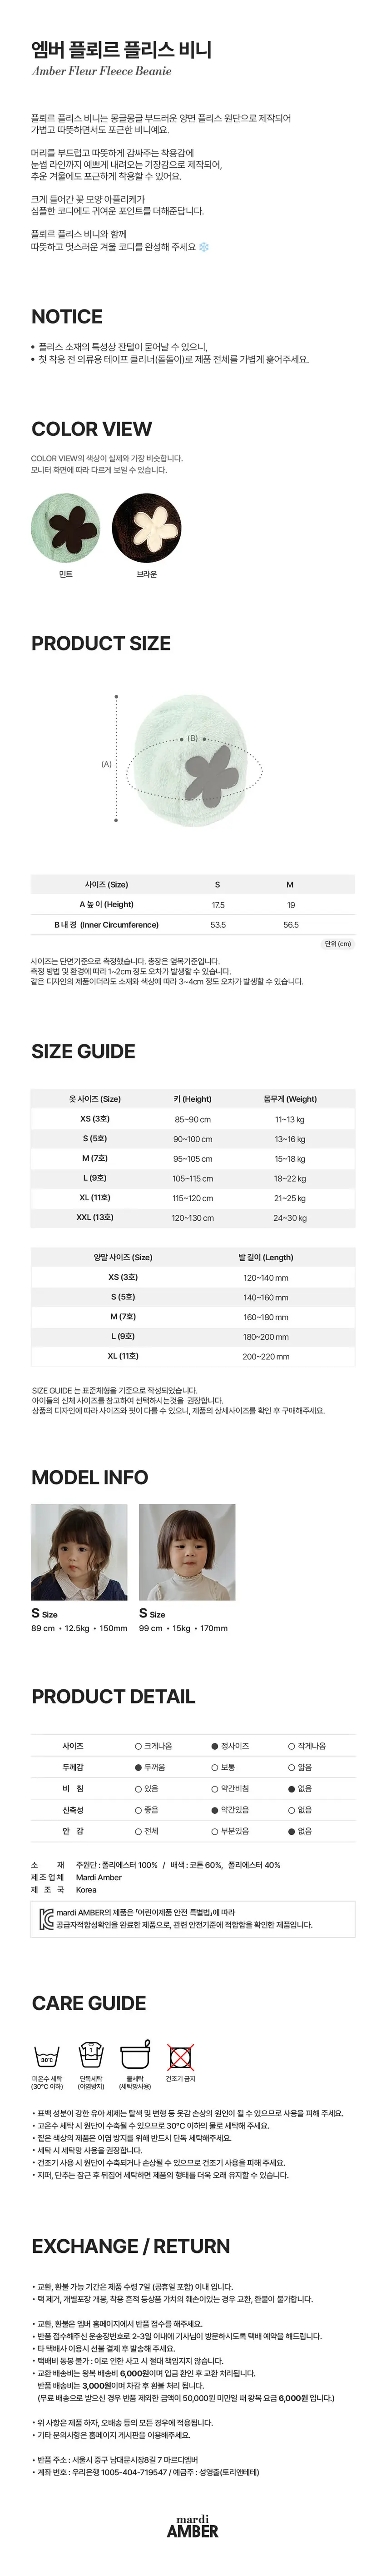 엠버 플뢰르 플리스 비니
Amber Fleur Fleece Beanie
플뢰르 플리스 비니는 몽글몽글 부드러운 양면 플리스 원단으로 제작되어
가볍고 따뜻하면서도 포근한 비니예요.
머리를 부드럽고 따뜻하게 감싸주는 착용감에
눈썹 라인까지 예쁘게 내려오는 기장감으로 제작되어,
추운 겨울에도 포근하게 착용할 수 있어요.
크게 들어간 꽃 모양 아플리케가
심플한 코디에도 귀여운 포인트를 더해준답니다.
플뢰르 플리스 비니와 함께
따뜻하고 멋스러운 겨울 코디를 완성해 주세요 ❄️
NOTICE
• 플리스 소재의 특성상 잔털이 묻어날 수 있으니,
• 첫 착용 전 의류용 테이프 클리너(돌돌이)로 제품 전체를 가볍게 훑어주세요.
COLOR VIEW
COLOR VIEW의 색상이 실제와 가장 비슷합니다.
모니터 화면에 따라 다르게 보일 수 있습니다.
민트 브라운
PRODUCT SIZE
(B)
(A)
사이즈 (Size) S M
A 높 이 (Height) 17.5 19
B 내 경 (Inner Circumference) 53.5 56.5
단위 (cm)
사이즈는 단면기준으로 측정했습니다. 총장은 옆목기준입니다.
측정 방법 및 환경에 따라 1~2cm 정도 오차가 발생할 수 있습니다.
같은 디자인의 제품이더라도 소재와 색상에 따라 3~4cm 정도 오차가 발생할 수 있습니다.
SIZE GUIDE
옷 사이즈 (Size) 키 (Height) 몸무게 (Weight)
XS (3호) 85~90 cm 11~13 kg
S (5호) 90~100 cm 13~16 kg
M (7호) 95~105 cm 15~18 kg
L (9호) 105~115 cm 18~22 kg
XL (11호) 115~120 cm 21~25 kg
XXL (13호) 120~130 cm 24~30 kg
양말 사이즈 (Size) 발 길이 (Length)
XS (3호) 120~140 mm
S (5호) 140~160 mm
M (7호) 160~180 mm
L (9호) 180~200 mm
XL (11호) 200~220 mm
SIZE GUIDE 는 표준체형을 기준으로 작성되었습니다.
아이들의 신체 사이즈를 참고하여 선택하시는것을 권장합니다.
상품의 디자인에 따라 사이즈와 핏이 다를 수 있으니, 제품의 상세사이즈를 확인 후 구매해주세요.
MODEL INFO
S Size S Size
89 cm • 12.5kg • 150mm 99 cm • 15kg • 170mm
PRODUCT DETAIL
사이즈 ○ 크게나옴 ● 정사이즈 ○ 작게나옴
두께감 ● 두꺼움 ○ 보통 ○ 얇음
비 침 ○ 있음 ○ 약간비침 ● 없음
신축성 ○ 좋음 ● 약간있음 ○ 없음
안 감 ○ 전체 ○ 부분있음 ● 없음
소 재 주원단 : 폴리에스터 100% / 배색 : 코튼 60%, 폴리에스터 40%
제 조 업 체 Mardi Amber
제 조 국 Korea
mardi AMBER의 제품은 「어린이제품 안전 특별법」에 따라
공급자적합성확인을 완료한 제품으로, 관련 안전기준에 적합함을 확인한 제품입니다.
CARE GUIDE
30°C 1
미온수 세탁 단독세탁 물세탁 건조기 금지
(30°C 이하) (이염방지) (세탁망사용)
• 표백 성분이 강한 유아 세제는 탈색 및 변형 등 옷감 손상의 원인이 될 수 있으므로 사용을 피해 주세요.
• 고온수 세탁 시 원단이 수축될 수 있으므로 30°C 이하의 물로 세탁해 주세요.
• 짙은 색상의 제품은 이염 방지를 위해 반드시 단독 세탁해주세요.
• 세탁 시 세탁망 사용을 권장합니다.
• 건조기 사용 시 원단이 수축되거나 손상될 수 있으므로 건조기 사용을 피해 주세요.
• 지퍼, 단추는 잠근 후 뒤집어 세탁하면 제품의 형태를 더욱 오래 유지할 수 있습니다.
EXCHANGE / RETURN
• 교환, 환불 가능 기간은 제품 수령 7일 (공휴일 포함) 이내 입니다.
• 택 제거, 개별포장 개봉, 착용 흔적 등상품 가치의 훼손이있는 경우 교환, 환불이 불가합니다.
• 교환, 환불은 엠버 홈페이지에서 반품 접수를 해주세요.
• 반품 접수해주신 운송장번호로 2-3일 이내에 기사님이 방문하시도록 택배 예약을 해드립니다.
• 타 택배사 이용시 선불 결제 후 발송해 주세요.
• 택배비 동봉 불가 : 이로 인한 사고 시 절대 책임지지 않습니다.
• 교환 배송비는 왕복 배송비 6,000원이며 입금 환인 후 교환 처리됩니다.
반품 배송비는 3,000원이며 차감 후 환불 처리 됩니다.
(무료 배송으로 받으신 경우 반품 제외한 금액이 50,000원 미만일 때 왕복 요금 6,000원 입니다.)
• 위 사항은 제품 하자, 오배송 등의 모든 경우에 적용됩니다.
• 기타 문의사항은 홈페이지 게시판을 이용해주세요.
• 반품 주소 : 서울시 중구 남대문시장8길 7 마르디엠버
• 계좌 번호 : 우리은행 1005-404-719547 / 예금주 : 성영출(토리앤테테)
mardi
AMBER